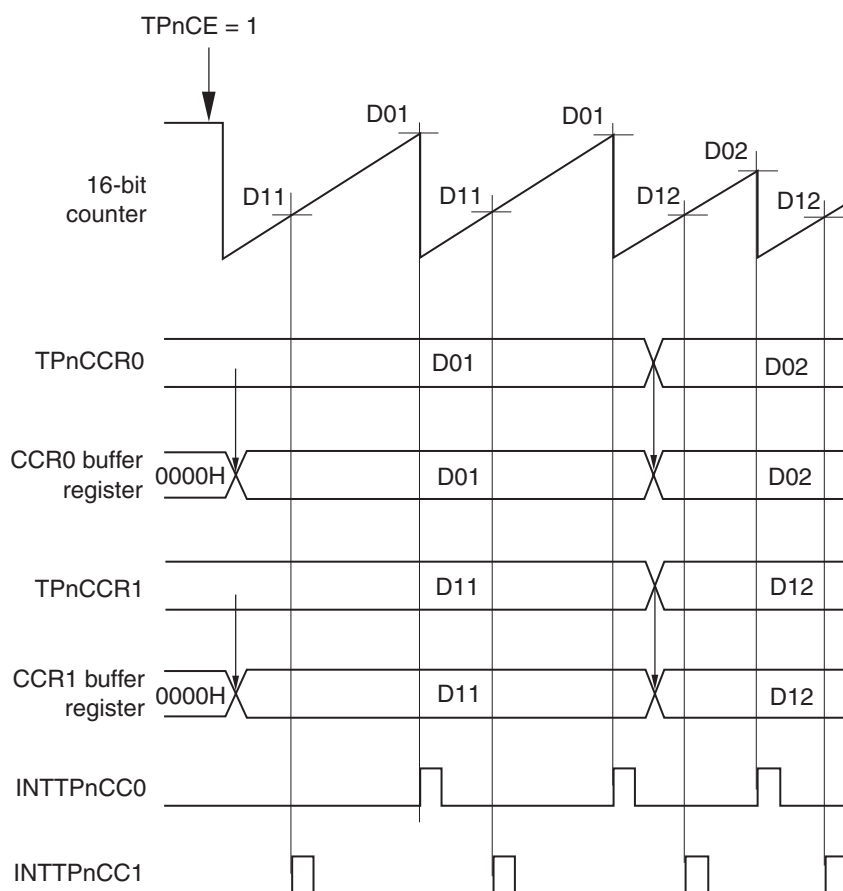 TPnCE = 1
D01
D01
D02
16-bit
counter
D11
D11
D12
D12
TPnCCR0
D01
D02
CCR0 buffer
register
0000H
D01
D02
TPnCCR1
D11
D12
CCR1 buffer
register
0000H
D11
D12
INTTPnCC0
INTTPnCC1